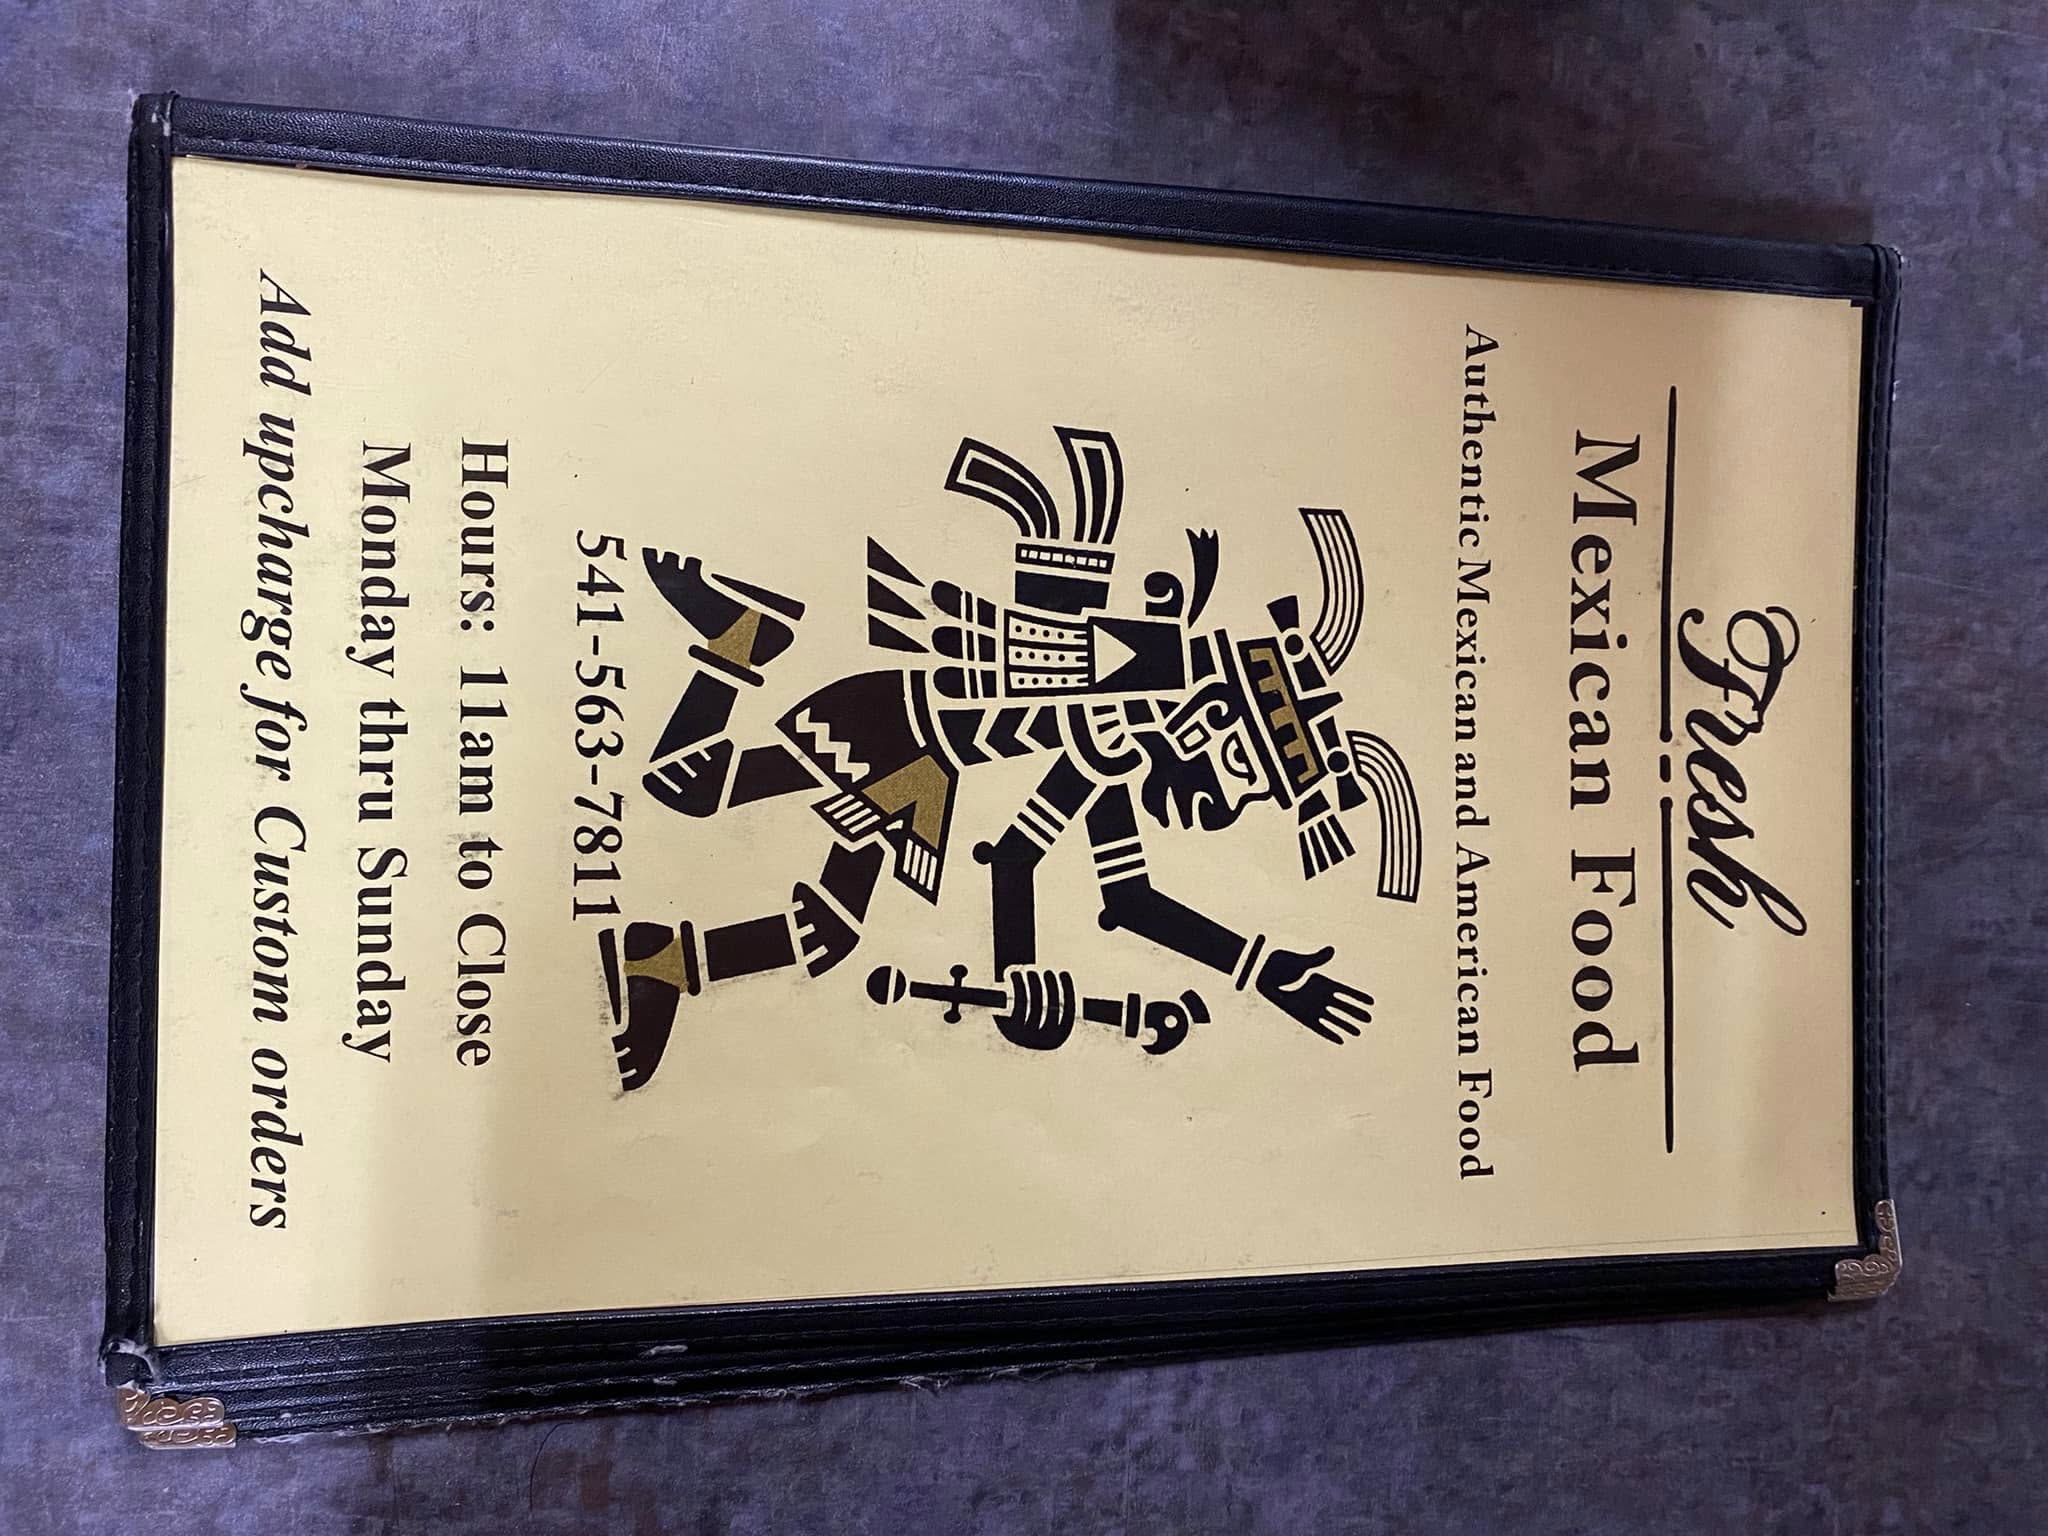 Fresh
Mexican Food
Authentic Mexican and American Food
541-563-7811
Hours: 11am to Close
Monday thru Sunday
Add upcharge for Custom orders